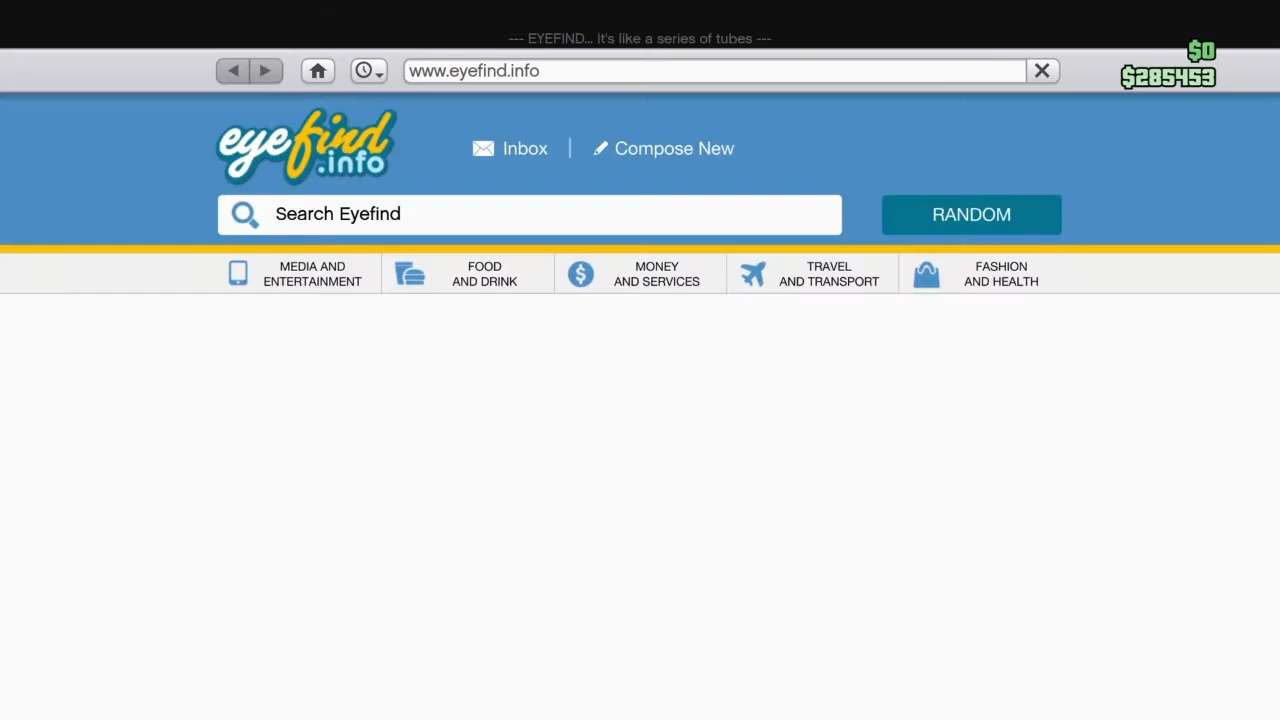 --- EYEFIND... It's like a series of tubes ---
www.eyefind.info
$0
$285453
eyefind
.info
Inbox
Compose New
Search Eyefind
RANDOM
MEDIA AND
ENTERTAINMENT
FOOD
AND DRINK
MONEY
AND SERVICES
TRAVEL
AND TRANSPORT
FASHION
AND HEALTH